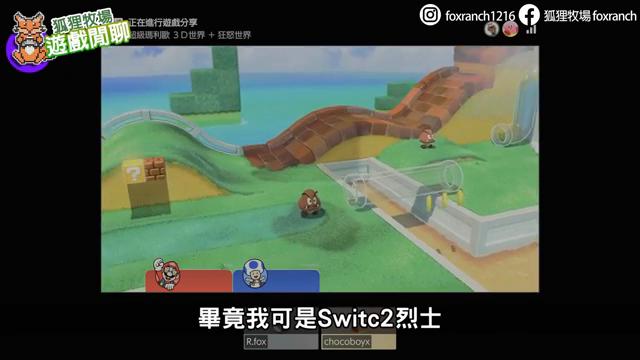 狐狸牧場
遊戲閒聊
正在進行遊戲分享
超級瑪利歐 3D世界 + 狂怒世界
foxranch1216
狐狸牧場 foxranch
?
畢竟我可是Switc2烈士
R.fox
chocoboyx